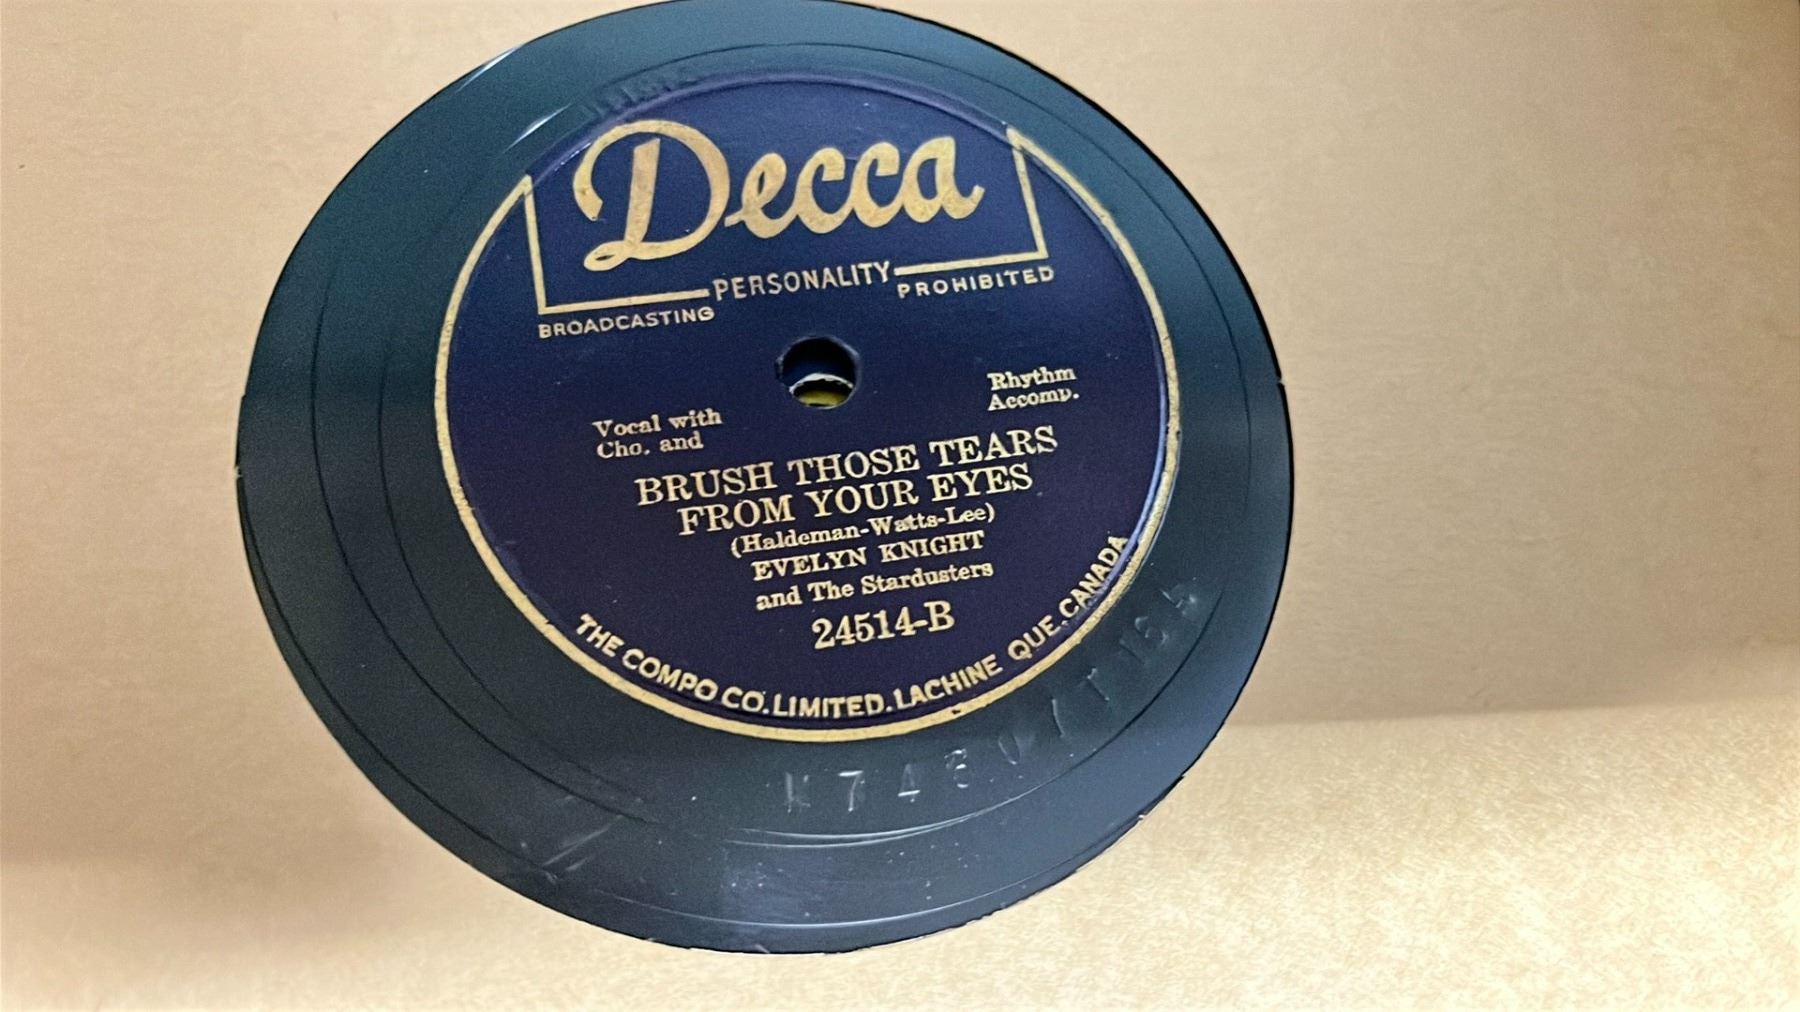 Decca
PERSONALITY
BROADCASTING PROHIBITED
Vocal with
Cho. and
Rhythm
Accomp.
BRUSH THOSE TEARS
FROM YOUR EYES
(Haldeman-Watts-Lee)
EVELYN KNIGHT
and The Stardusters
24514-B
THE COMPO CO. LIMITED. LACHINE QUE. CANADA